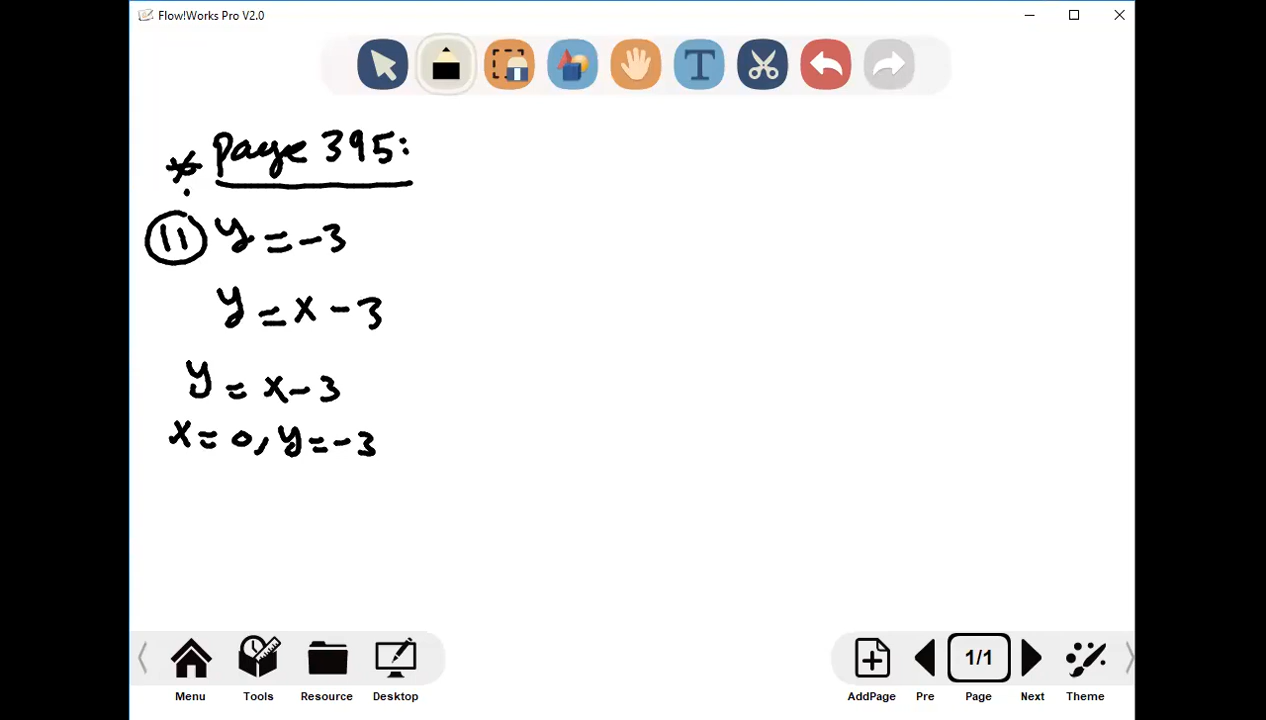 Flow!Works Pro V2.0
* Page 395:
11 y = -3
y = x - 3
y = x - 3
x = 0, y = -3
Menu Tools Resource Desktop AddPage Pre 1/1 Page Next Theme